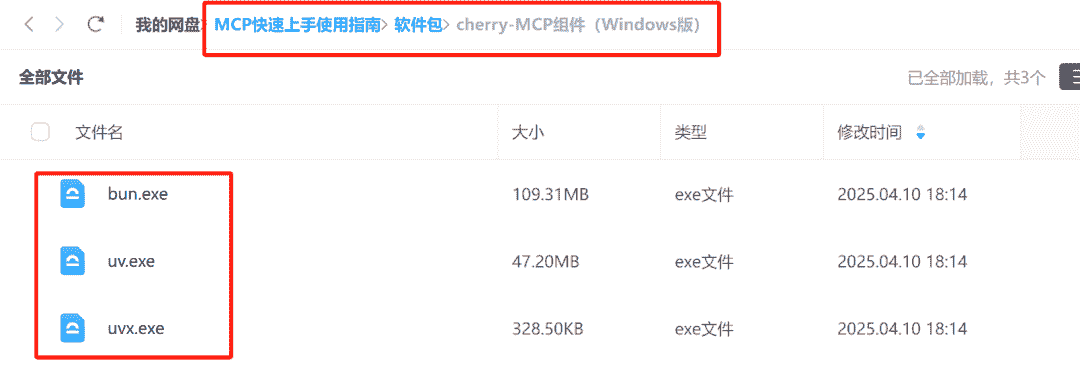 我的网盘 MCP快速上手使用指南> 软件包> cherry-MCP组件（Windows版）
全部文件 已全部加载，共3个
文件名 大小 类型 修改时间
bun.exe 109.31MB exe文件 2025.04.10 18:14
uv.exe 47.20MB exe文件 2025.04.10 18:14
uvx.exe 328.50KB exe文件 2025.04.10 18:14